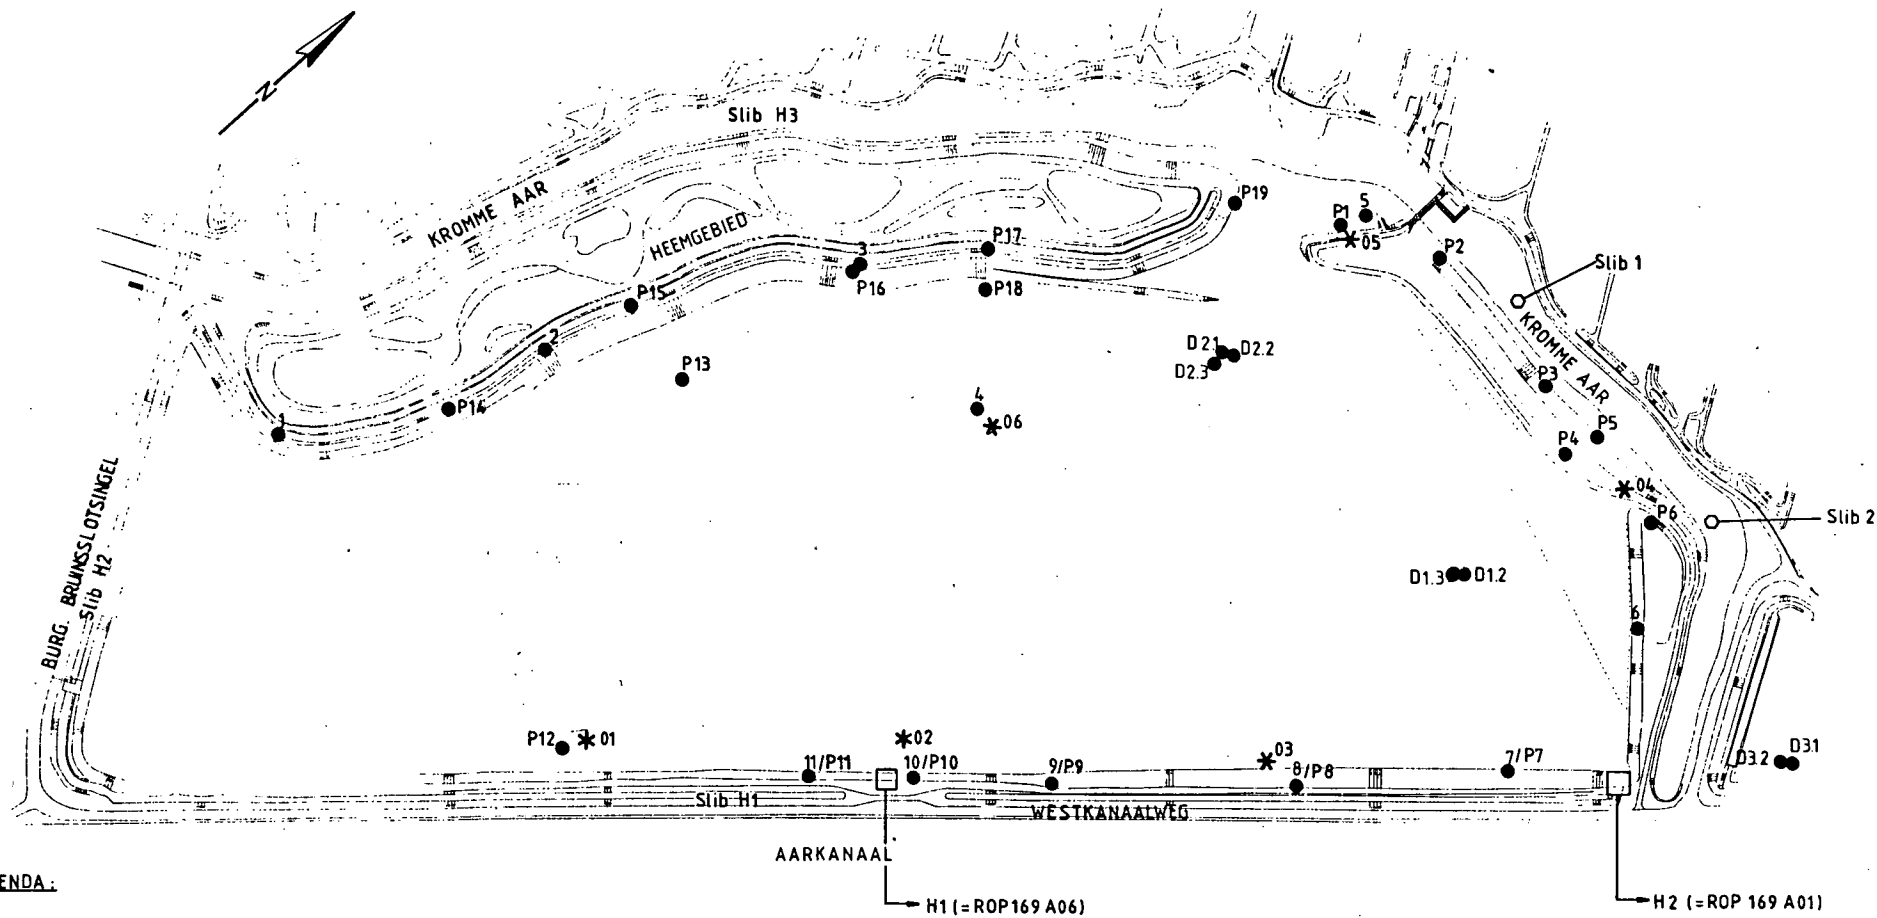 N
Slib H3
KROMME AAR
HEEMGEBIED
P19
P1
5
05
P2
Slib 1
KROMME AAR
3
P16
P17
P18
P15
2
P13
P14
1
D2.1
D2.2
D2.3
4
06
P3
P5
P4
04
P6
Slib 2
D1.3
D1.2
6
BURG. BRUINSSLOTSINGEL
Slib H2
P12
01
02
03
11/P11
10/P10
9/P9
8/P8
7/P7
D3.2
D3.1
Slib H1
WESTKANAALWEG
AARKANAAL
H1 (=ROP169 A06)
H2 (=ROP 169 A01)
ENDA: